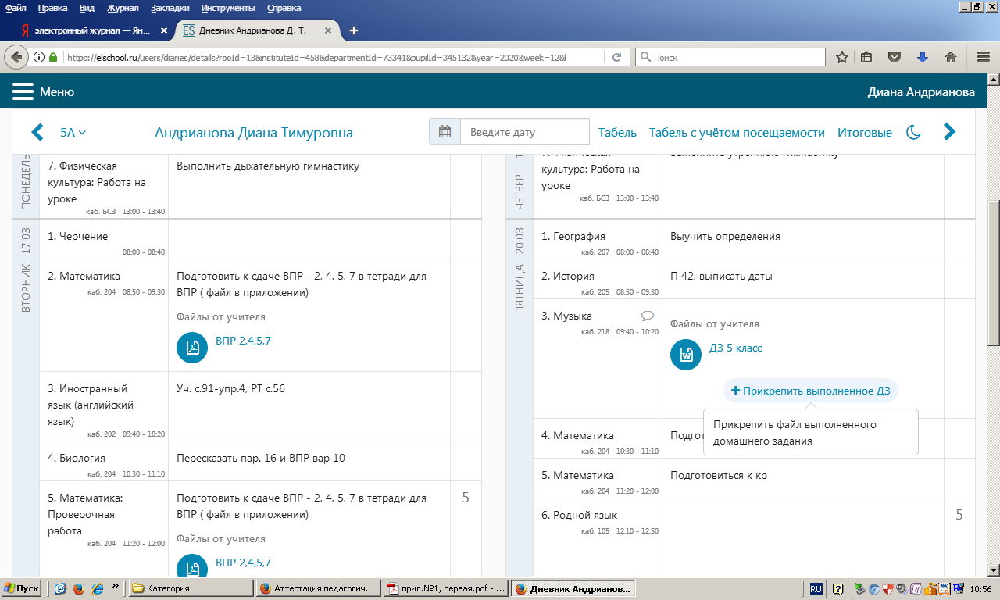 Файл Правка Вид Журнал Закладки Инструменты Справка
электронный журнал — Ян...
Дневник Андрианова Д. Т.
https://elschool.ru/users/diaries/details?rooId=13&instituteId=458&departmentId=73341&pupilId=345132&year=2020&week=12&l
Поиск
Меню
Диана Андрианова
5А
Андрианова Диана Тимуровна
Введите дату
Табель
Табель с учётом посещаемости
Итоговые
ПОНЕДЕЛЬ
7. Физическая
культура: Работа на
уроке
каб. БС3 13:00 - 13:40
Выполнить дыхательную гимнастику
ВТОРНИК 17.03
1. Черчение
08:00 - 08:40
2. Математика
каб. 204 08:50 - 09:30
Подготовить к сдаче ВПР - 2, 4, 5, 7 в тетради для
ВПР ( файл в приложении)
Файлы от учителя
ВПР 2,4,5,7
3. Иностранный
язык (английский
язык)
каб. 202 09:40 - 10:20
Уч. с.91-упр.4, РТ с.56
4. Биология
каб. 204 10:30 - 11:10
Пересказать пар. 16 и ВПР вар 10
5. Математика:
Проверочная
работа
каб. 204 11:20 - 12:00
Подготовить к сдаче ВПР - 2, 4, 5, 7 в тетради для
ВПР ( файл в приложении)
5
Файлы от учителя
ВПР 2,4,5,7
ЧЕТВЕРГ 1
7. Физическая
культура: Работа на
уроке
каб. БС3 13:00 - 13:40
Выполнить утреннюю гимнастику
ПЯТНИЦА 20.03
1. География
каб. 207 08:00 - 08:40
Выучить определения
2. История
каб. 205 08:50 - 09:30
П 42, выписать даты
3. Музыка
каб. 218 09:40 - 10:20
Файлы от учителя
ДЗ 5 класс
Прикрепить выполненное ДЗ
Прикрепить файл выполненного
домашнего задания
4. Математика
каб. 204 10:30 - 11:10
Подгот
5. Математика
каб. 204 11:20 - 12:00
Подготовиться к кр
6. Родной язык
каб. 105 12:10 - 12:50
5
Пуск
Категория
Аттестация педагогич...
прил.№1, первая.pdf - ...
Дневник Андрианов...
RU
10:56